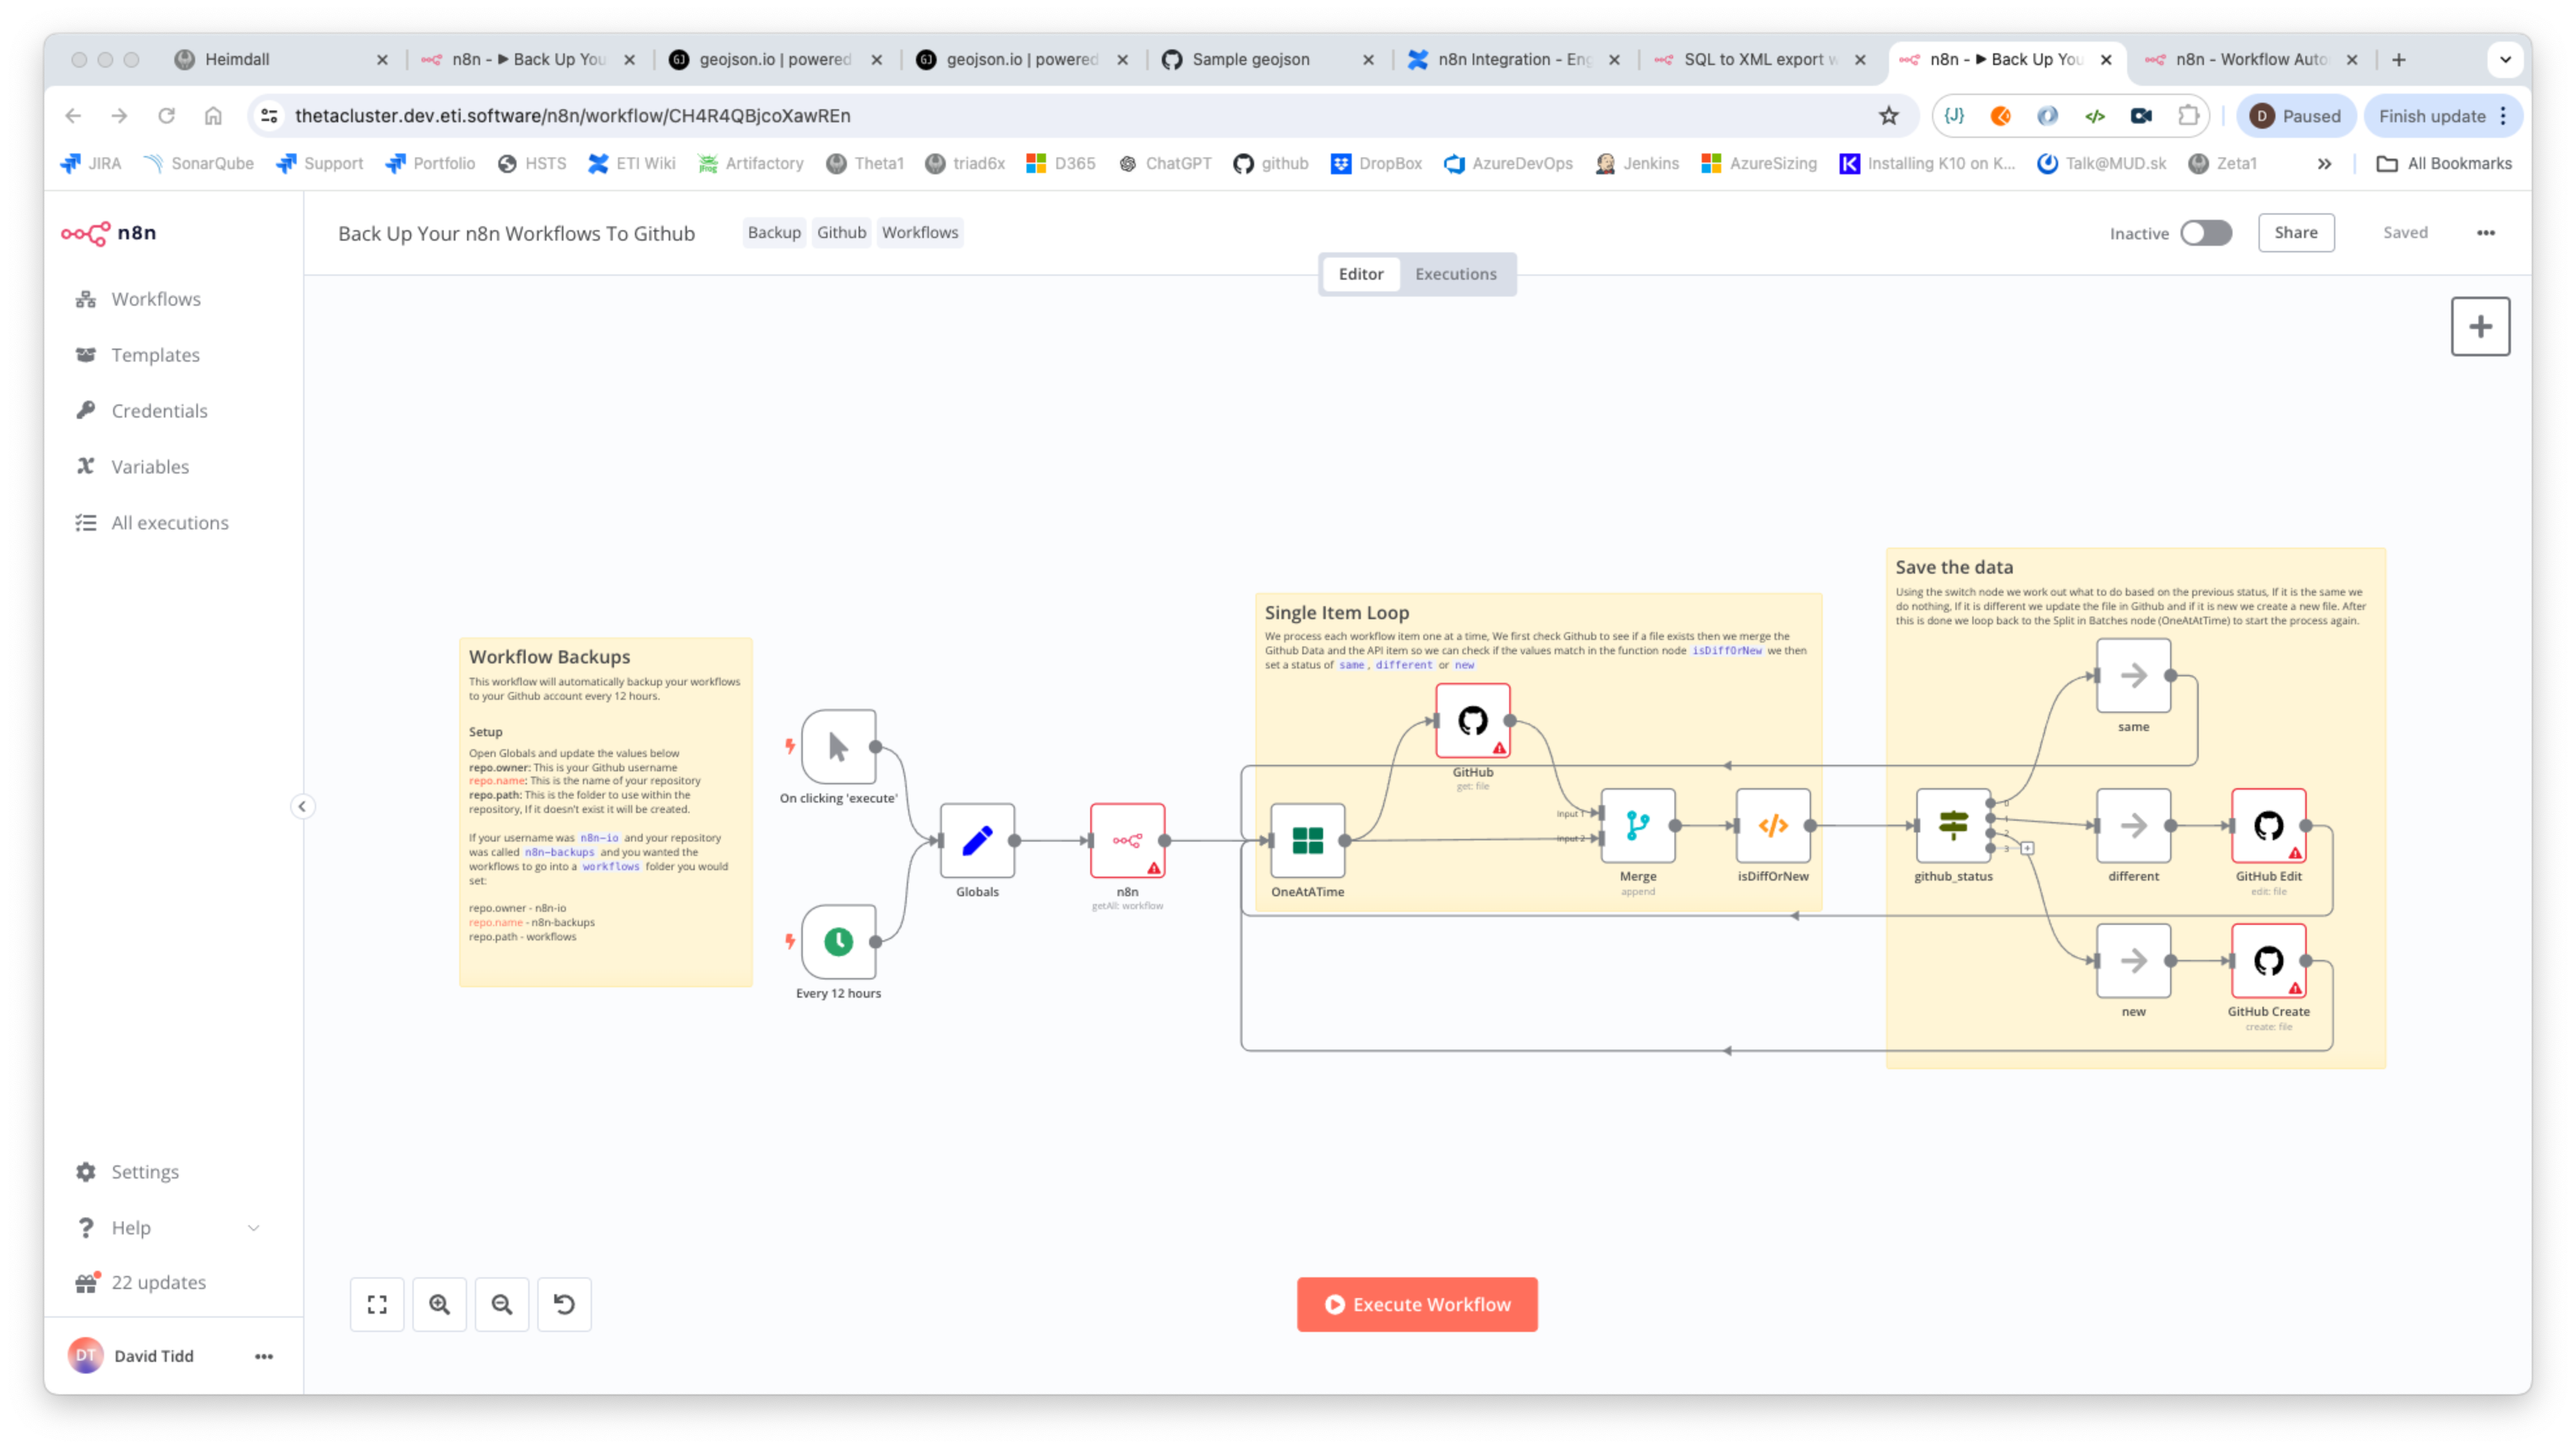 Heimdall
n8n - ▶ Back Up You
geojson.io | powered
geojson.io | powered
Sample geojson
n8n Integration - Eng
SQL to XML export w
n8n - ▶ Back Up You
n8n - Workflow Auto
thetacluster.dev.eti.software/n8n/workflow/CH4R4QBjcoXawREn
{J}
D Paused
Finish update
JIRA
SonarQube
Support
Portfolio
HSTS
ETI Wiki
Artifactory
Theta1
triad6x
D365
ChatGPT
github
DropBox
AzureDevOps
Jenkins
AzureSizing
Installing K10 on K...
Talk@MUD.sk
Zeta1
All Bookmarks
n8n
Back Up Your n8n Workflows To Github
Backup
Github
Workflows
Inactive
Share
Saved
Editor
Executions
Workflows
Templates
Credentials
Variables
All executions
Workflow Backups
This workflow will automatically backup your workflows
to your Github account every 12 hours.
Setup
Open Globals and update the values below
repo.owner: This is your Github username
repo.name: This is the name of your repository
repo.path: This is the folder to use within the
repository, If it doesn't exist it will be created.
If your username was n8n-io and your repository
was called n8n-backups and you wanted the
workflows to go into a workflows folder you would
set:
repo.owner - n8n-io
repo.name - n8n-backups
repo.path - workflows
On clicking 'execute'
Every 12 hours
Globals
n8n
getAll: workflow
Single Item Loop
We process each workflow item one at a time, We first check Github to see if a file exists then we merge the
Github Data and the API item so we can check if the values match in the function node isDiffOrNew we then
set a status of same, different or new
GitHub
get: file
OneAtATime
Input 1
Input 2
Merge
append
isDiffOrNew
Save the data
Using the switch node we work out what to do based on the previous status, If it is the same we
do nothing, If it is different we update the file in Github and if it is new we create a new file. After
this is done we loop back to the Split in Batches node (OneAtAtTime) to start the process again.
same
0
1
2
3
github_status
different
GitHub Edit
edit: file
new
GitHub Create
create: file
Settings
Help
22 updates
Execute Workflow
DT
David Tidd